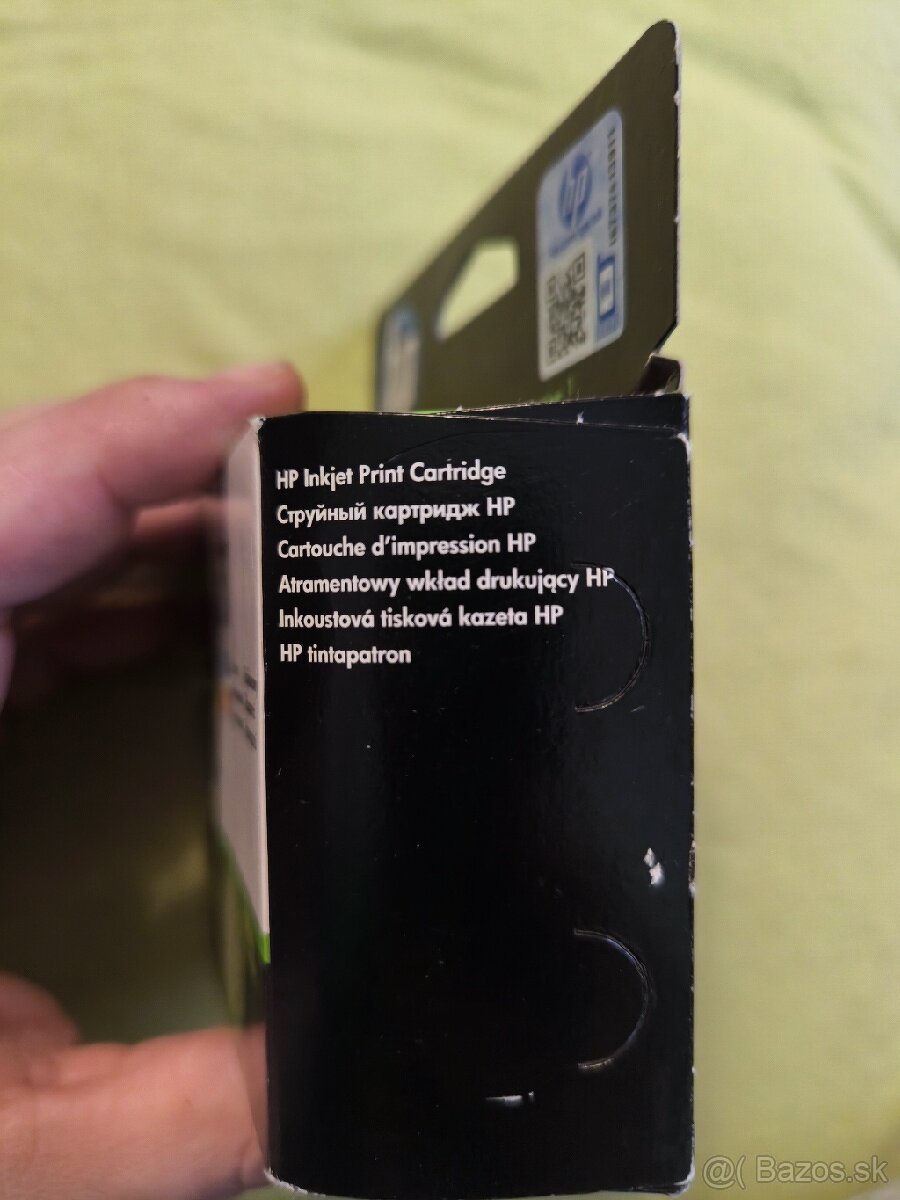 HP Inkjet Print Cartridge
Струйный картридж HP
Cartouche d'impression HP
Atramentowy wkład drukujący HP
Inkoustová tisková kazeta HP
HP tintapatron
@( Bazos.sk